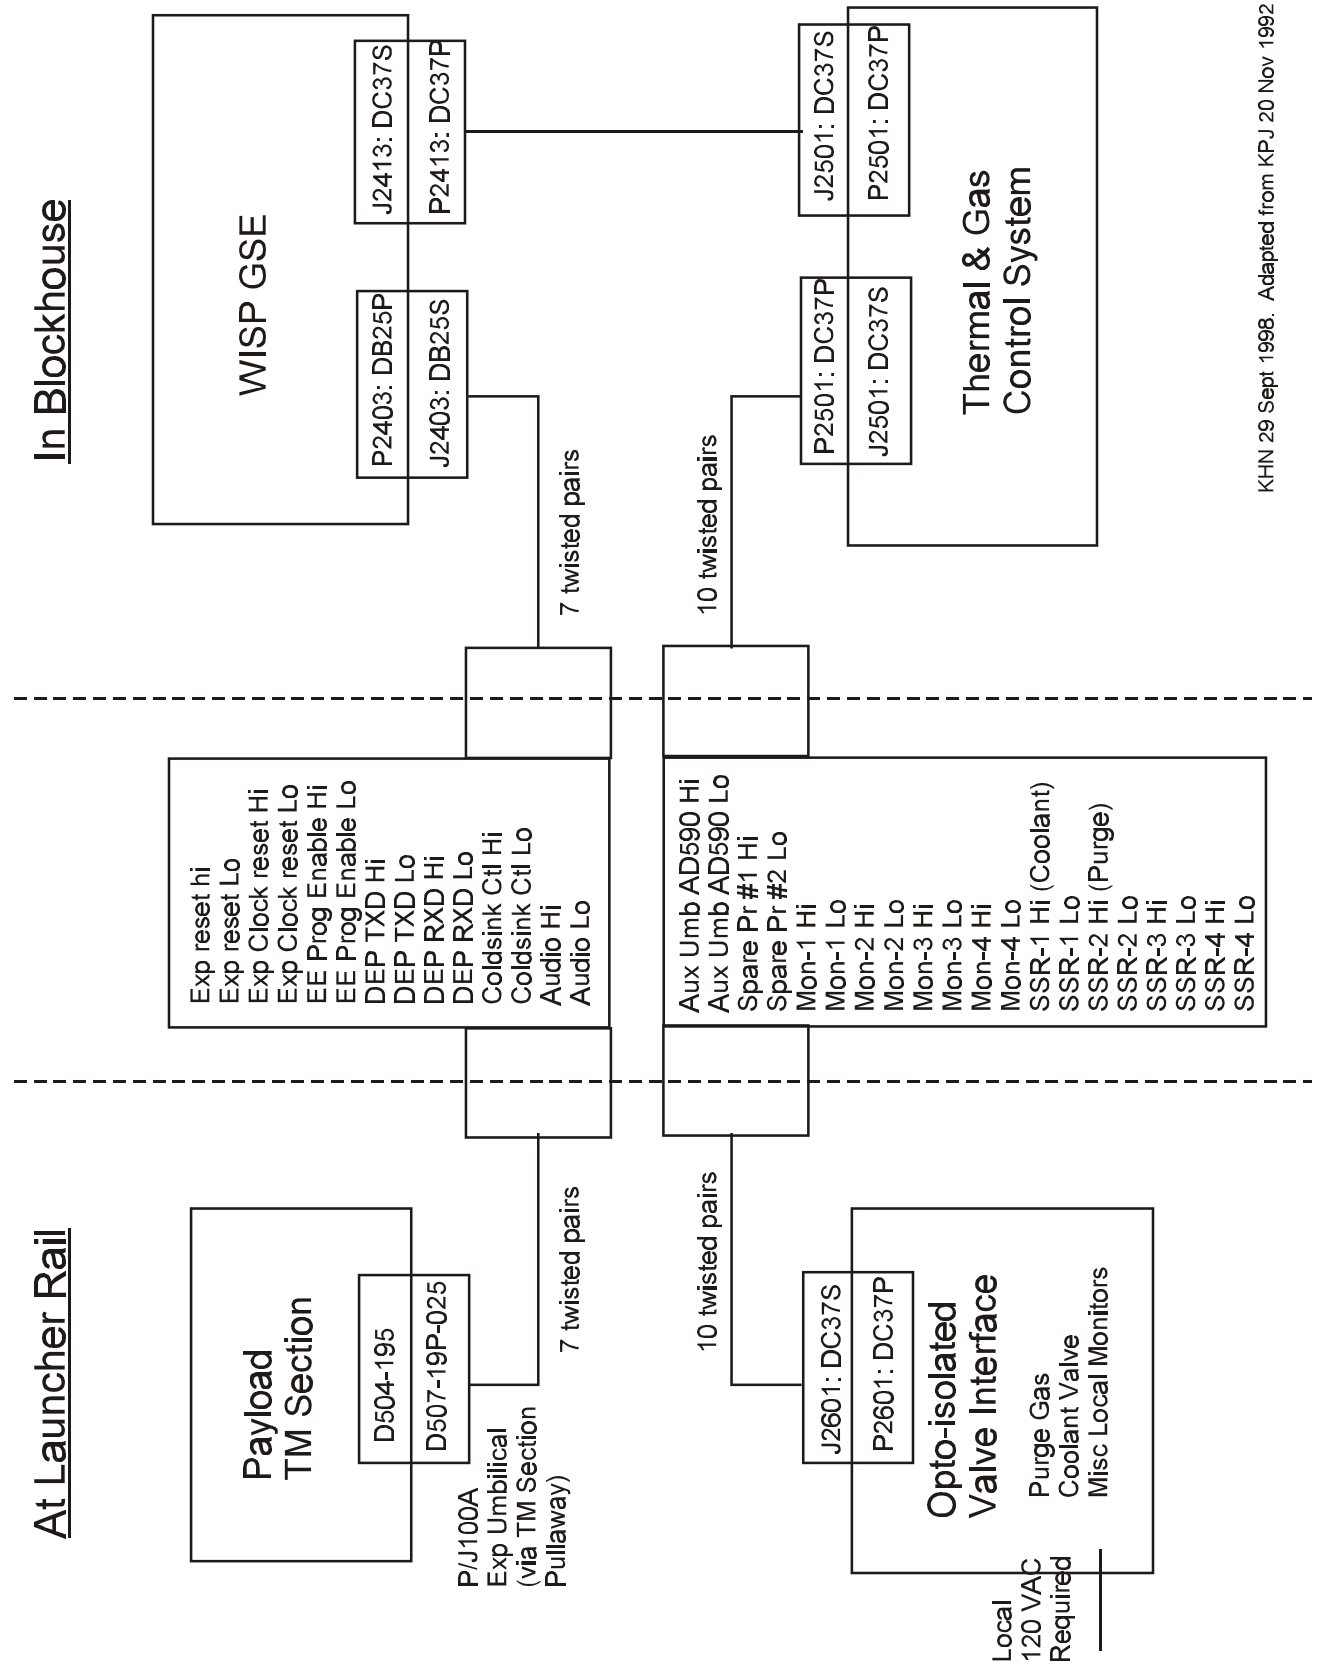 At Launcher Rail
In Blockhouse
Payload
TM Section
D504-195
D507-19P-025
P/J100A
Exp Umbilical
(via TM Section
Pullaway)
7 twisted pairs
Exp reset hi
Exp reset Lo
Exp Clock reset Hi
Exp Clock reset Lo
EE Prog Enable Hi
EE Prog Enable Lo
DEP TXD Hi
DEP TXD Lo
DEP RXD Hi
DEP RXD Lo
Coldsink Ctl Hi
Coldsink Ctl Lo
Audio Hi
Audio Lo
7 twisted pairs
WISP GSE
P2403: DB25P
J2403: DB25S
J2413: DC37S
P2413: DC37P
10 twisted pairs
J2601: DC37S
P2601: DC37P
Opto-isolated
Valve Interface
Purge Gas
Coolant Valve
Misc Local Monitors
Local
120 VAC
Required
Aux Umb AD590 Hi
Aux Umb AD590 Lo
Spare Pr #1 Hi
Spare Pr #2 Lo
Mon-1 Hi
Mon-1 Lo
Mon-2 Hi
Mon-2 Lo
Mon-3 Hi
Mon-3 Lo
Mon-4 Hi
Mon-4 Lo
SSR-1 Hi (Coolant)
SSR-1 Lo
SSR-2 Hi (Purge)
SSR-2 Lo
SSR-3 Hi
SSR-3 Lo
SSR-4 Hi
SSR-4 Lo
10 twisted pairs
P2501: DC37P
J2501: DC37S
J2501: DC37S
P2501: DC37P
Thermal & Gas
Control System
KHN 29 Sept 1998.  Adapted from KPJ 20 Nov 1992